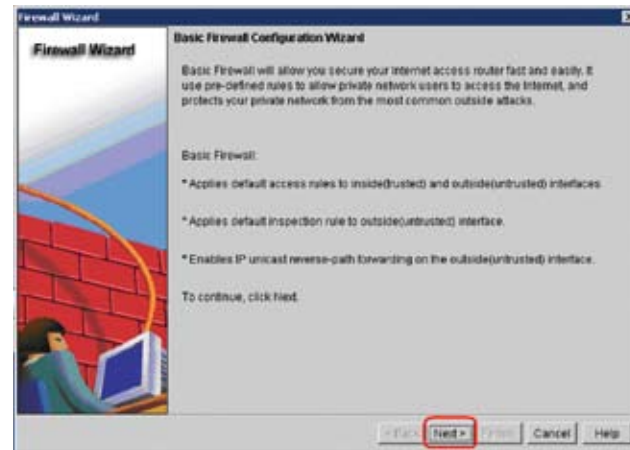 Firewall Wizard
Firewall Wizard
Basic Firewall Configuration Wizard
Basic Firewall will allow you secure your internet access router fast and easily. It
use pre-defined rules to allow private network users to access the Internet, and
protects your private network from the most common outside attacks.
Basic Firewall:
* Applies default access rules to inside(trusted) and outside(untrusted) interfaces.
* Applies default inspection rule to outside(untrusted) interface.
* Enables IP unicast reverse-path forwarding on the outside(untrusted) interface.
To continue, click Next.
< Back Next > Finish Cancel Help